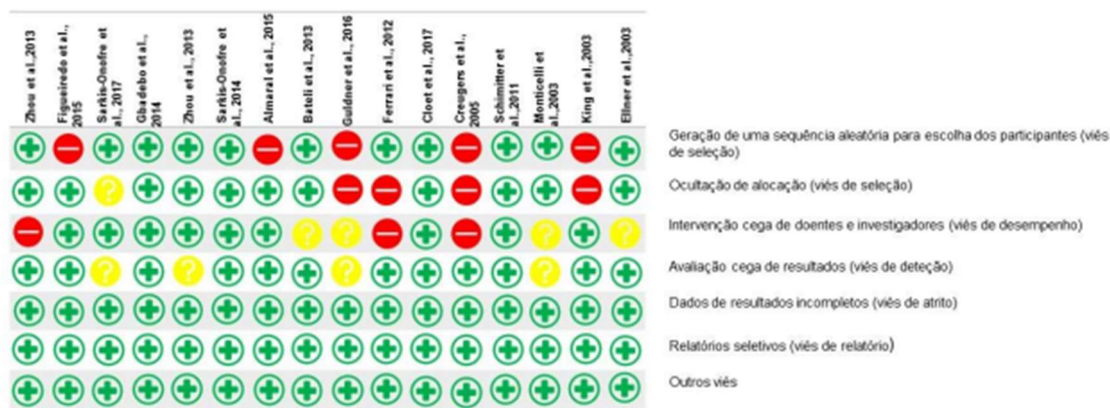 Zhou et al.,2013
Figueiredo et al.,
2015
Sarkis-Onofre et
al., 2017
Gbadebo et al.,
2014
Zhou et al., 2013
Sarkis-Onofre et
al., 2014
Almaral et al., 2015
Bateli et al., 2013
Guldner et al., 2016
Ferrari et al., 2012
Cloet et al., 2017
Creugers et al.,
2005
Schimitter et
al.,2011
Monticelli et
al.,2003
King et al.,2003
Ellner et al.,2003
Geração de uma sequência aleatória para escolha dos participantes (viés
de seleção)
Ocultação de alocação (viés de seleção)
Intervenção cega de doentes e investigadores (viés de desempenho)
Avaliação cega de resultados (viés de deteção)
Dados de resultados incompletos (viés de atrito)
Relatórios seletivos (viés de relatório)
Outros viés